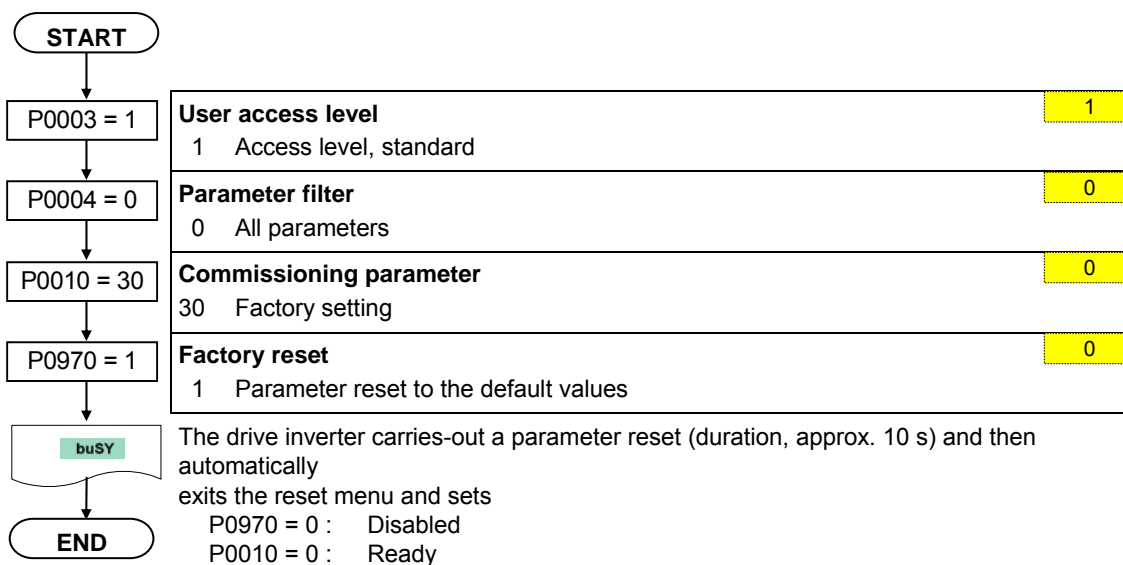 START
P0003 = 1
User access level 1
1 Access level, standard
P0004 = 0
Parameter filter 0
0 All parameters
P0010 = 30
Commissioning parameter 0
30 Factory setting
P0970 = 1
Factory reset 0
1 Parameter reset to the default values
buSY
The drive inverter carries-out a parameter reset (duration, approx. 10 s) and then
automatically
exits the reset menu and sets
P0970 = 0 : Disabled
P0010 = 0 : Ready
END